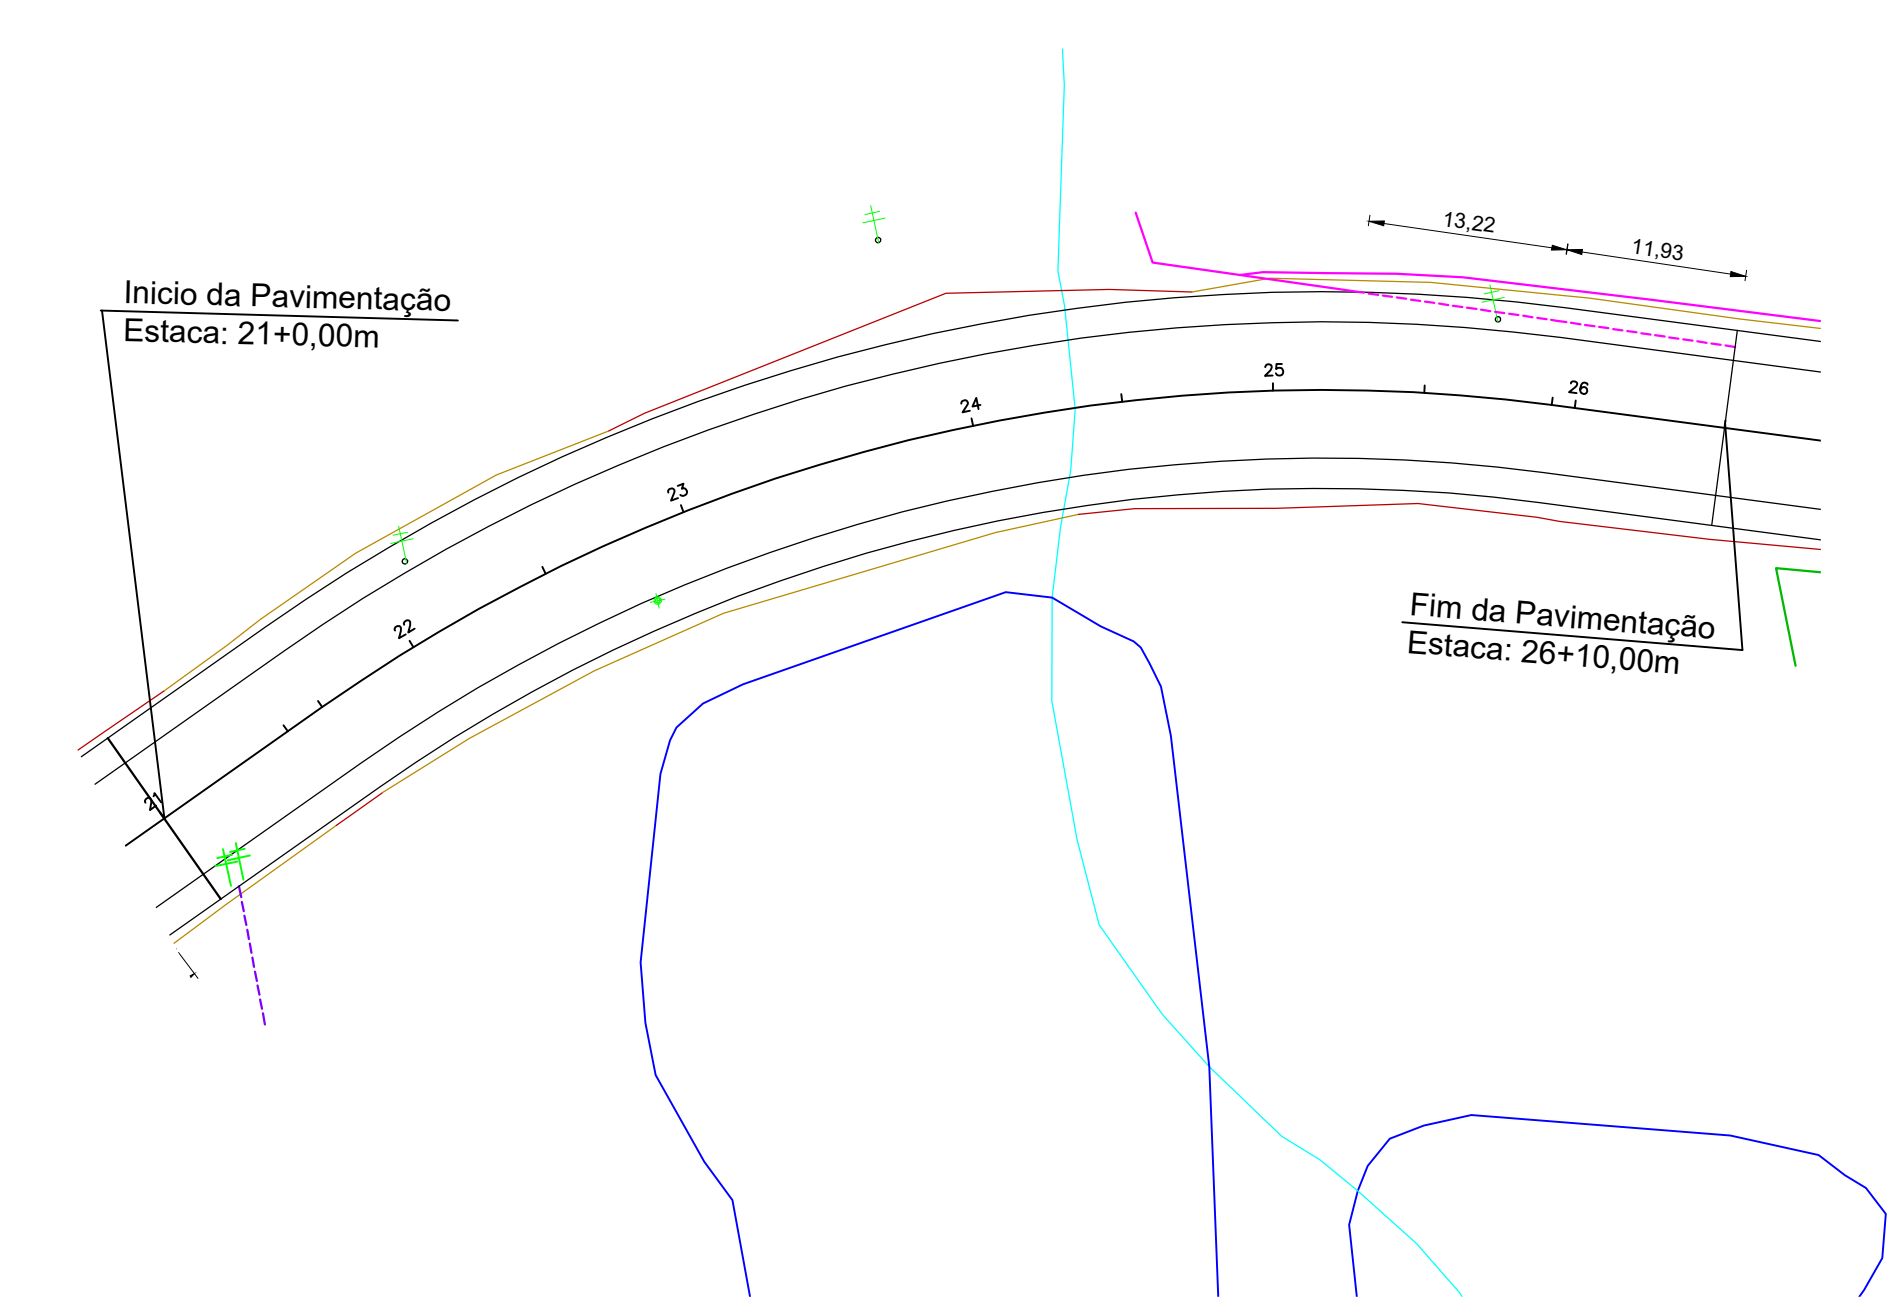 13,22
11,93
Inicio da Pavimentação
Estaca: 21+0,00m
25
26
24
23
22
21
Fim da Pavimentação
Estaca: 26+10,00m